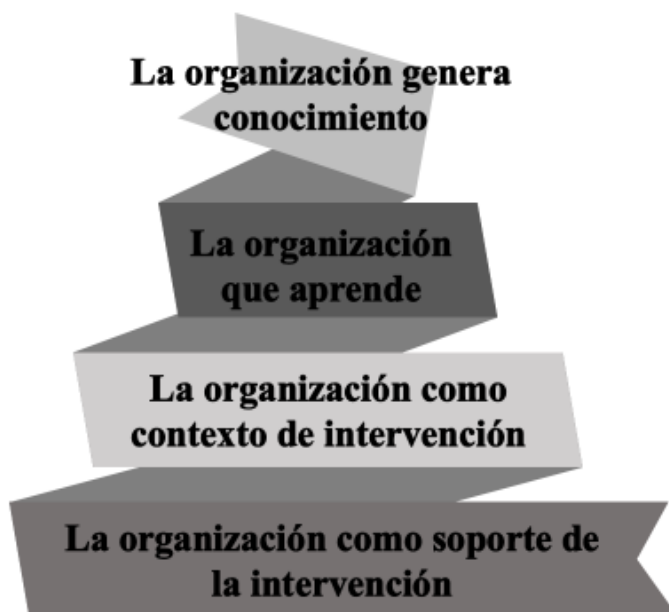 La organización genera
conocimiento
La organización
que aprende
La organización como
contexto de intervención
La organización como soporte de
la intervención